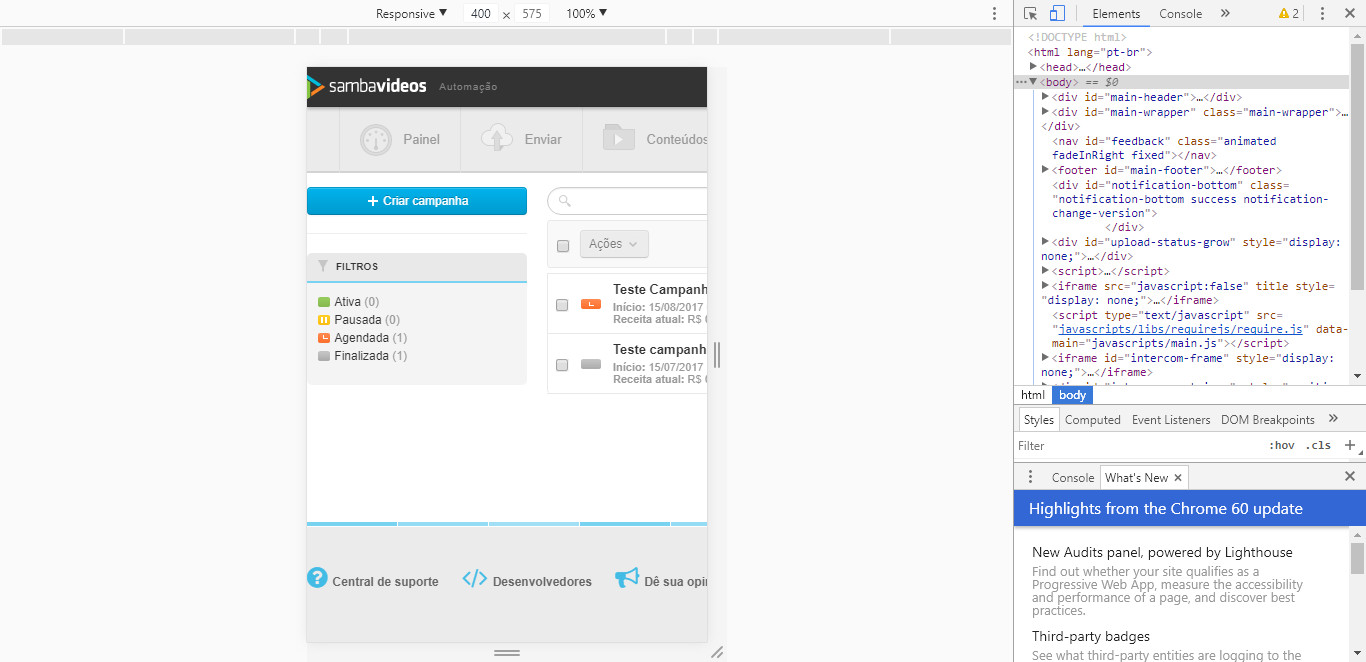 Responsive ▼ 400 x 575 100% ▼
sambavideos Automação
Painel Enviar Conteúdos
+ Criar campanha
Ações
FILTROS
Ativa (0)
Pausada (0)
Agendada (1)
Finalizada (1)
Teste Campanh
Início: 15/08/2017
Receita atual: R$
Teste campanh
Início: 15/07/2017
Receita atual: R$
? Central de suporte </> Desenvolvedores Dê sua opi
Elements Console » 2
<!DOCTYPE html>
<html lang="pt-br">
▶<head>…</head>
…▼<body> == $0
▶<div id="main-header">…</div>
▶<div id="main-wrapper" class="main-wrapper">…
</div>
<nav id="feedback" class="animated
fadeInRight fixed"></nav>
▶<footer id="main-footer">…</footer>
<div id="notification-bottom" class=
"notification-bottom success notification-
change-version">
</div>
▶<div id="upload-status-grow" style="display:
none;">…</div>
▶<script>…</script>
▶<iframe src="javascript:false" title style=
"display: none;">…</iframe>
<script type="text/javascript" src=
"javascripts/libs/requirejs/require.js" data-
main="javascripts/main.js"></script>
▶<iframe id="intercom-frame" style="display:
none;">…</iframe>
html body
Styles Computed Event Listeners DOM Breakpoints »
Filter :hov .cls +
Console What's New ×
Highlights from the Chrome 60 update
New Audits panel, powered by Lighthouse
Find out whether your site qualifies as a
Progressive Web App, measure the accessibility
and performance of a page, and discover best
practices.
Third-party badges
See what third-party entities are logging to the